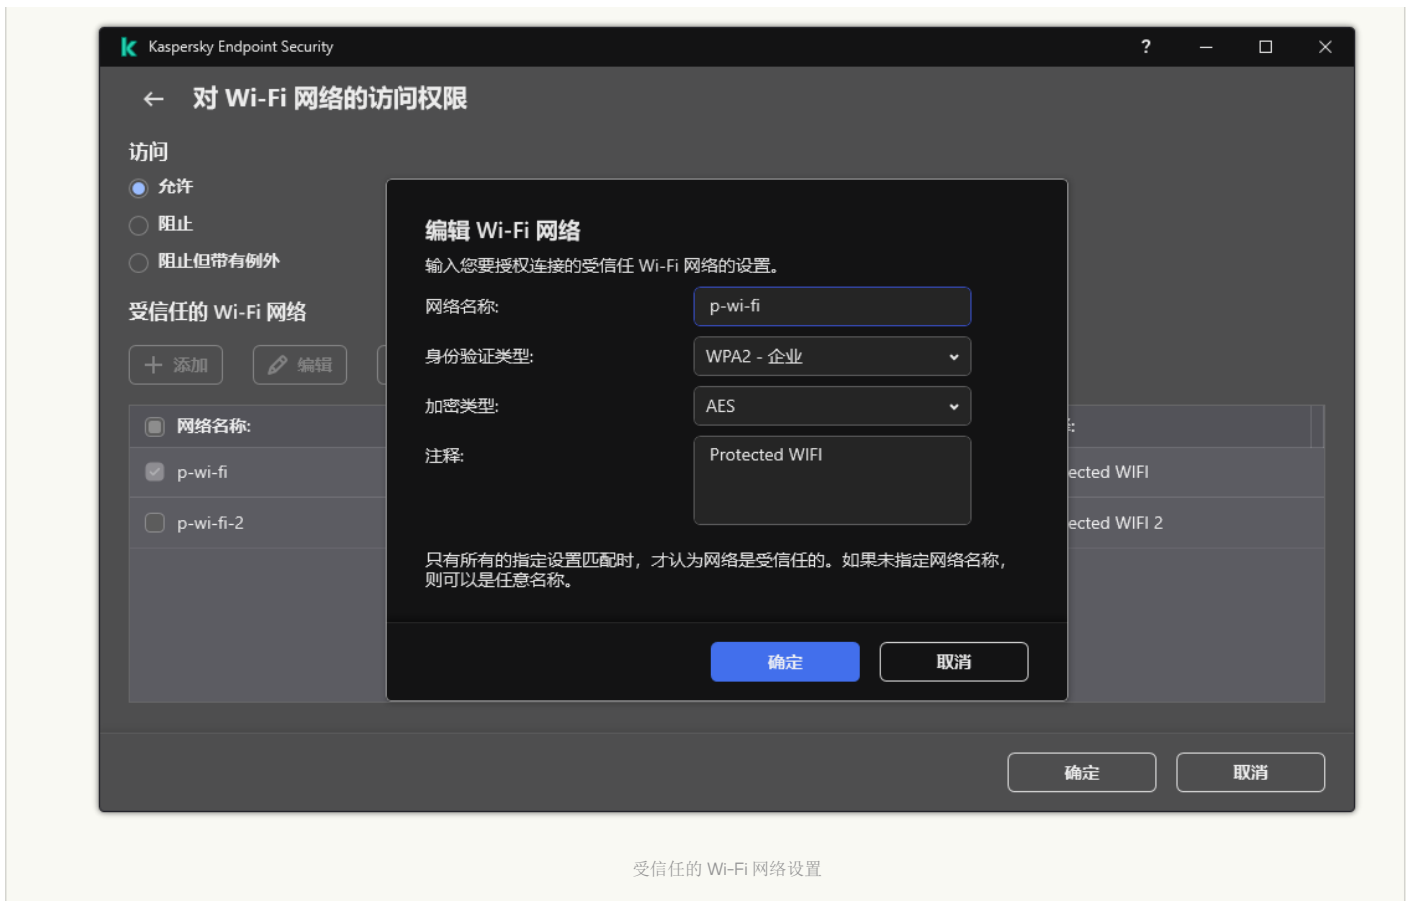 Kaspersky Endpoint Security
对 Wi-Fi 网络的访问权限
访问
允许
阻止
阻止但带有例外
受信任的 Wi-Fi 网络
添加
编辑
网络名称:
p-wi-fi
ected WIFI
p-wi-fi-2
ected WIFI 2
编辑 Wi-Fi 网络
输入您要授权连接的受信任 Wi-Fi 网络的设置。
网络名称:
p-wi-fi
身份验证类型:
WPA2 - 企业
加密类型:
AES
注释:
Protected WIFI
只有所有的指定设置匹配时，才认为网络是受信任的。如果未指定网络名称，
则可以是任意名称。
确定
取消
确定
取消
受信任的 Wi-Fi 网络设置